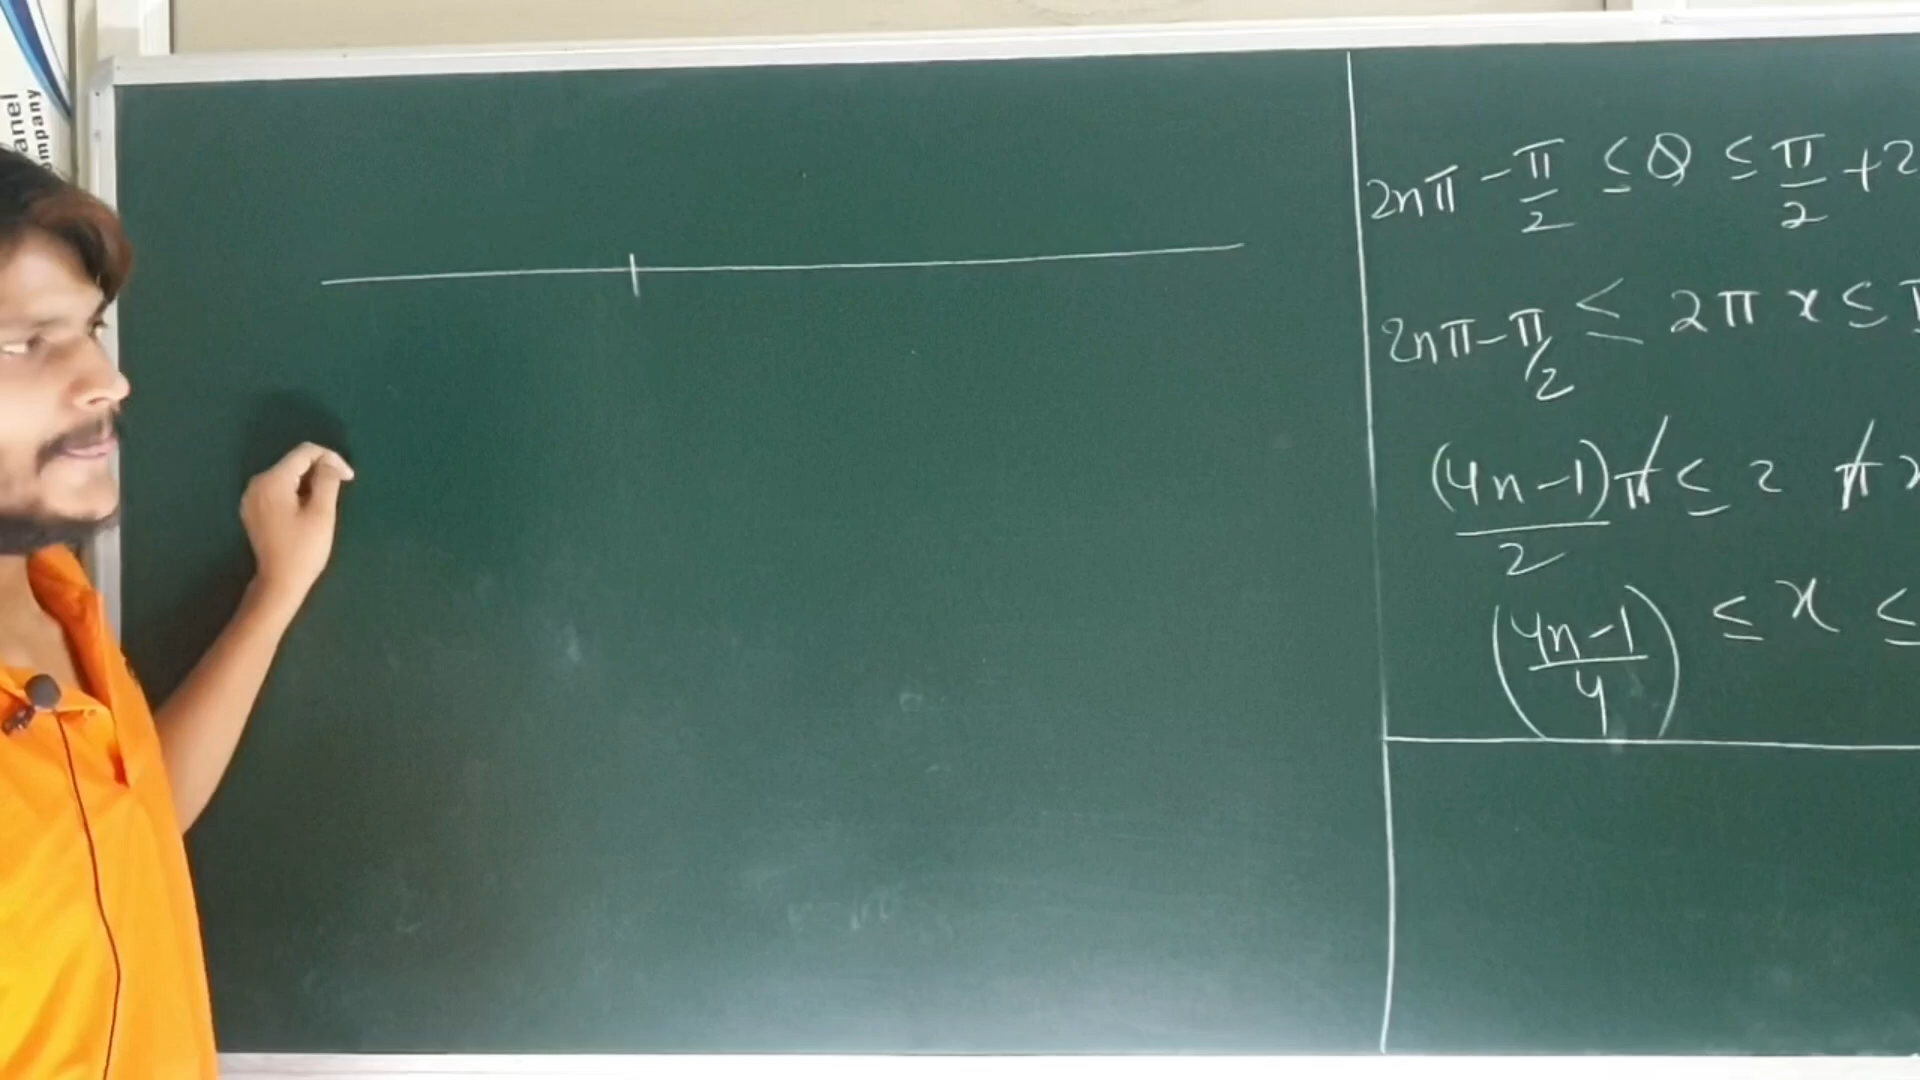 2nπ - π/2 ≤ θ ≤ π/2 + 2
2nπ - π/2 ≤ 2π x ≤ π
(4n-1)π/2 ≤ 2 π x
((4n-1)/4) ≤ x ≤